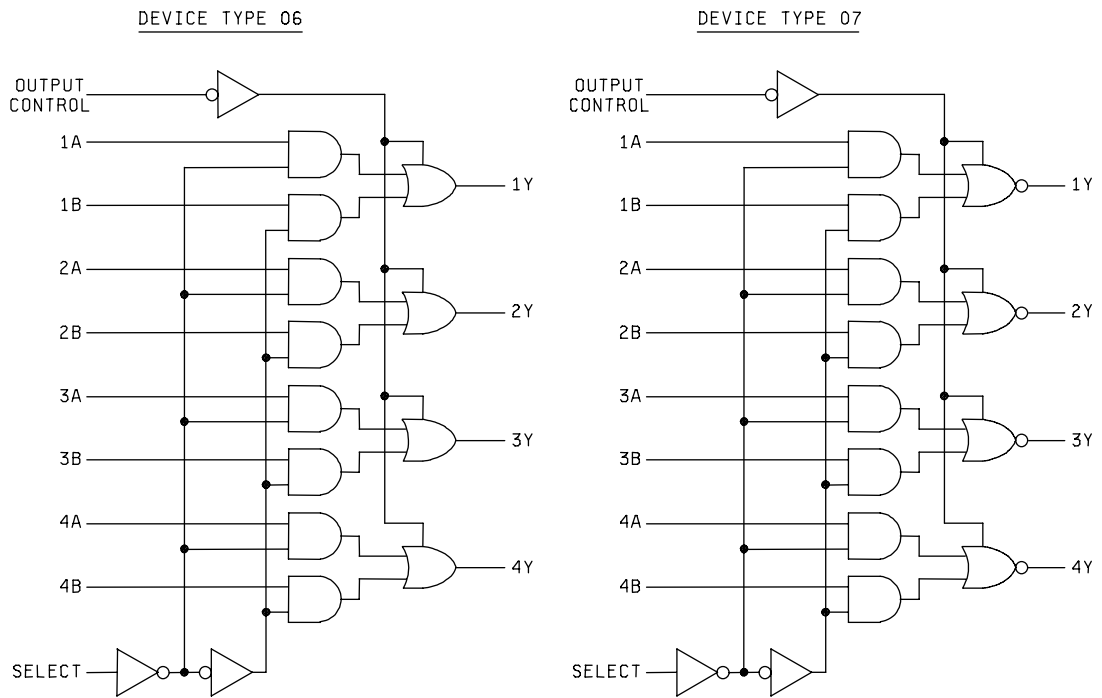 DEVICE TYPE 06
OUTPUT
CONTROL
1A
1Y
1B
2A
2Y
2B
3A
3Y
3B
4A
4Y
4B
SELECT
DEVICE TYPE 07
OUTPUT
CONTROL
1A
1Y
1B
2A
2Y
2B
3A
3Y
3B
4A
4Y
4B
SELECT